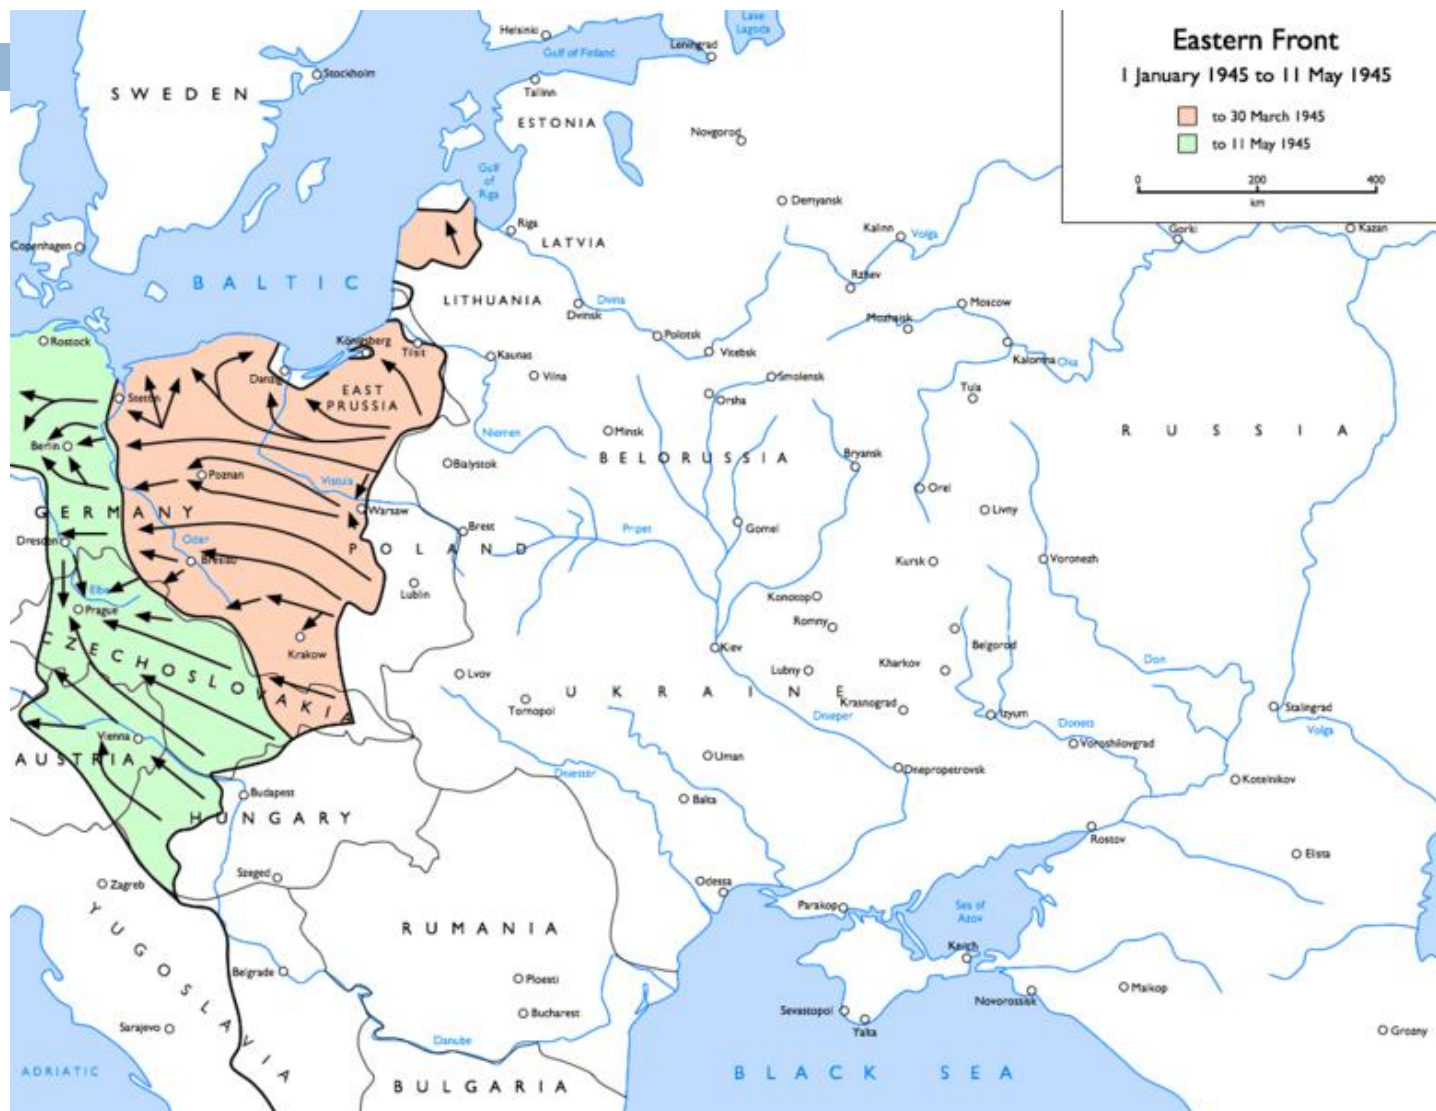 Eastern Front
1 January 1945 to 11 May 1945
to 30 March 1945
to 11 May 1945
0 200 400
km
Helsinki
Leningrad
Lake
Lagoda
Gulf of Finland
Stockholm
SWEDEN
Tallinn
ESTONIA
Novgorod
Gulf
of
Riga
Demyansk
Riga
LATVIA
Kalinn
Volga
Gorki
Kazan
Copenhagen
BALTIC
Rzhev
LITHUANIA
Dvina
Dvinsk
Moscow
Mozhaisk
Rostock
Königsberg
Tilsit
Kaunas
Polotsk
Vitebsk
Kalomna
Oka
Danzig
Vilna
Smolensk
EAST
PRUSSIA
Stettin
Orsha
Tula
Niemen
Minsk
RUSSIA
Berlin
BELORUSSIA
Bryansk
Bialystok
Poznan
Vistula
Orel
GERMANY
Warsaw
Livny
Brest
Pripet
Gomel
Dresden
Oder
POLAND
Breslau
Kursk
Voronezh
Elbe
Lublin
Konotop
Prague
Romny
CZECHOSLOVAKIA
Krakow
Kiev
Belgorod
Lvov
Lubny
Kharkov
Don
UKRAINE
Tornopol
Krasnograd
Dnieper
Izyum
Donets
Stalingrad
Volga
Vienna
AUSTRIA
Uman
Voroshilovgrad
Dniester
Dnepropetrovsk
Kotelnikov
Budapest
Balta
HUNGARY
Rostov
Elista
Szeged
Zagreb
Odessa
Parakop
Sea of
Azov
YUGOSLAVIA
RUMANIA
Kerch
Belgrade
Ploesti
Maikop
Novorossisk
Sevastopol
Bucharest
Yalta
Sarajevo
Grozny
Danube
ADRIATIC
BULGARIA
BLACK SEA